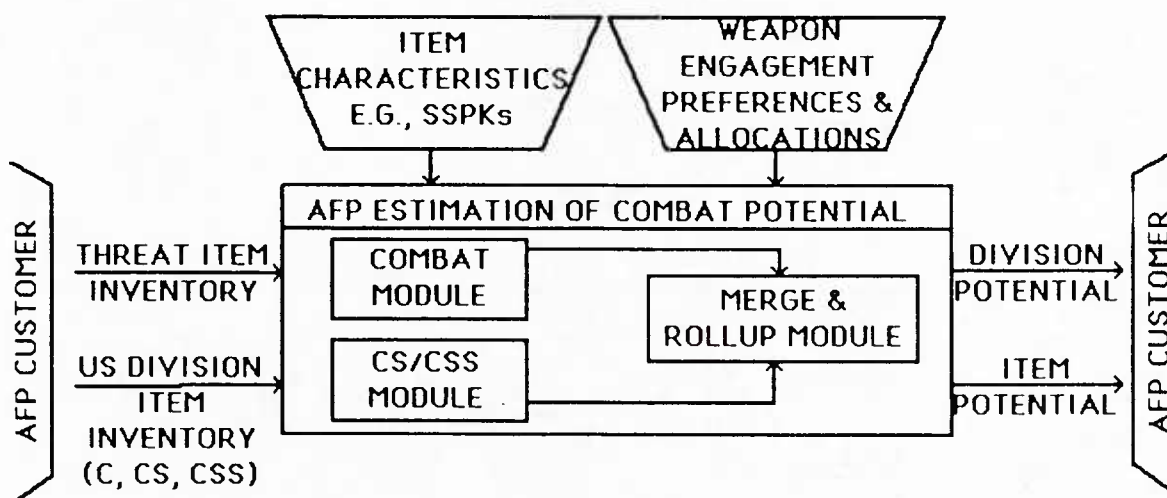 ITEM
CHARACTERISTICS
E.G., SSPKs
WEAPON
ENGAGEMENT
PREFERENCES &
ALLOCATIONS
AFP CUSTOMER
THREAT ITEM
INVENTORY
US DIVISION
ITEM
INVENTORY
(C, CS, CSS)
AFP ESTIMATION OF COMBAT POTENTIAL
COMBAT
MODULE
CS/CSS
MODULE
MERGE &
ROLLUP MODULE
DIVISION
POTENTIAL
ITEM
POTENTIAL
AFP CUSTOMER